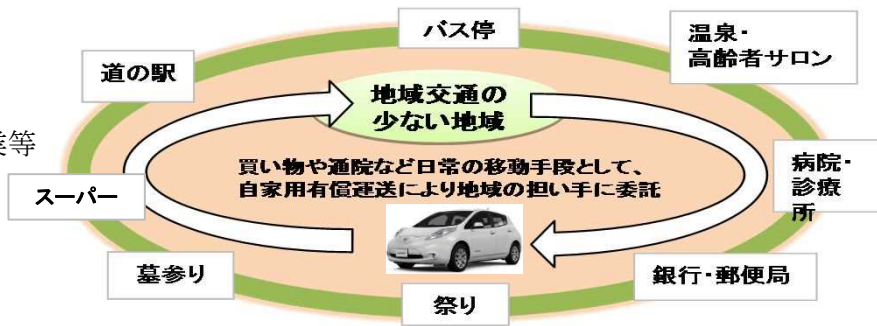 バス停
温泉・
高齢者サロン
道の駅
地域交通の
少ない地域
業等
買い物や通院など日常の移動手段として、
自家用有償運送により地域の担い手に委託
病院・
診療
所
スーパー
墓参り
祭り
銀行・郵便局